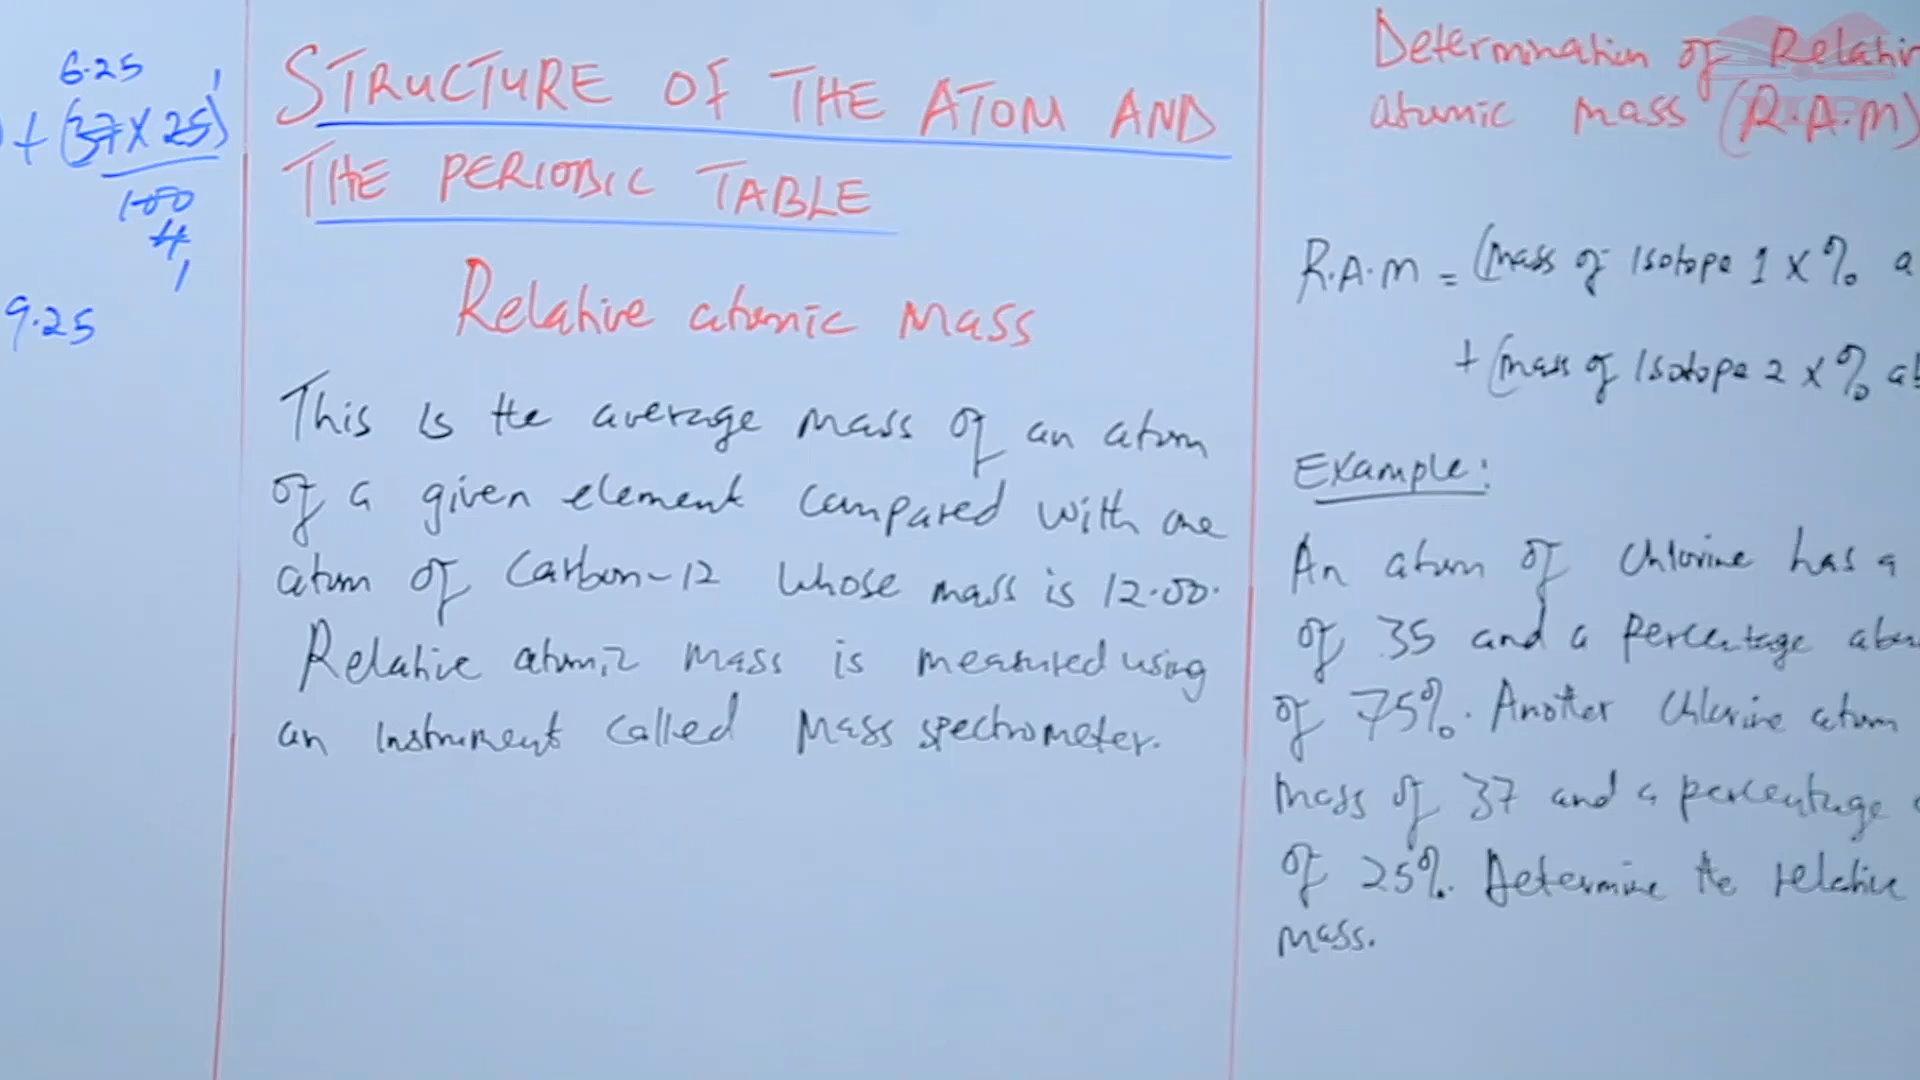 6.25
+ (37 x 25) 1
100
4
1
9.25
STRUCTURE OF THE ATOM AND
THE PERIODIC TABLE
Relative atomic Mass
This is the average mass of an atom
of a given element compared with one
atom of Carbon-12 whose mass is 12.00.
Relative atomic mass is measured using
an instrument called Mass spectrometer.
Determination of Relativ
atomic mass (R.A.M)
R.A.M = (mass of Isotope 1 x % a
+ (mass of Isotope 2 x % ab
Example:
An atom of Chlorine has a
of 35 and a percentage abu
of 75%. Another Chlorine atom
mass of 37 and a percentage a
of 25%. Determine the relative
mass.